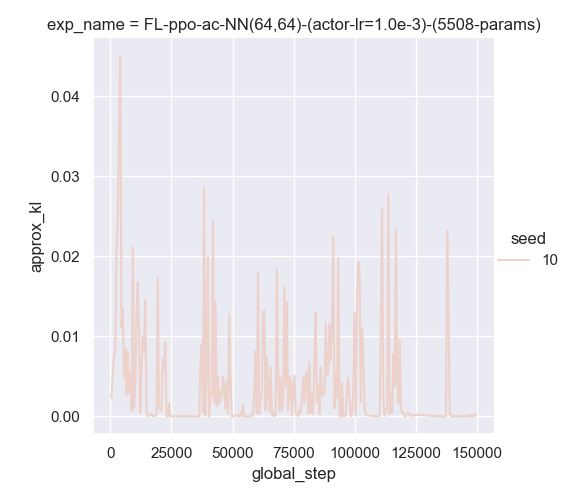 exp_name = FL-ppo-ac-NN(64,64)-(actor-lr=1.0e-3)-(5508-params)
0.04
0.03
0.02
0.01
0.00
approx_kl
seed
10
0 25000 50000 75000 100000 125000 150000
global_step